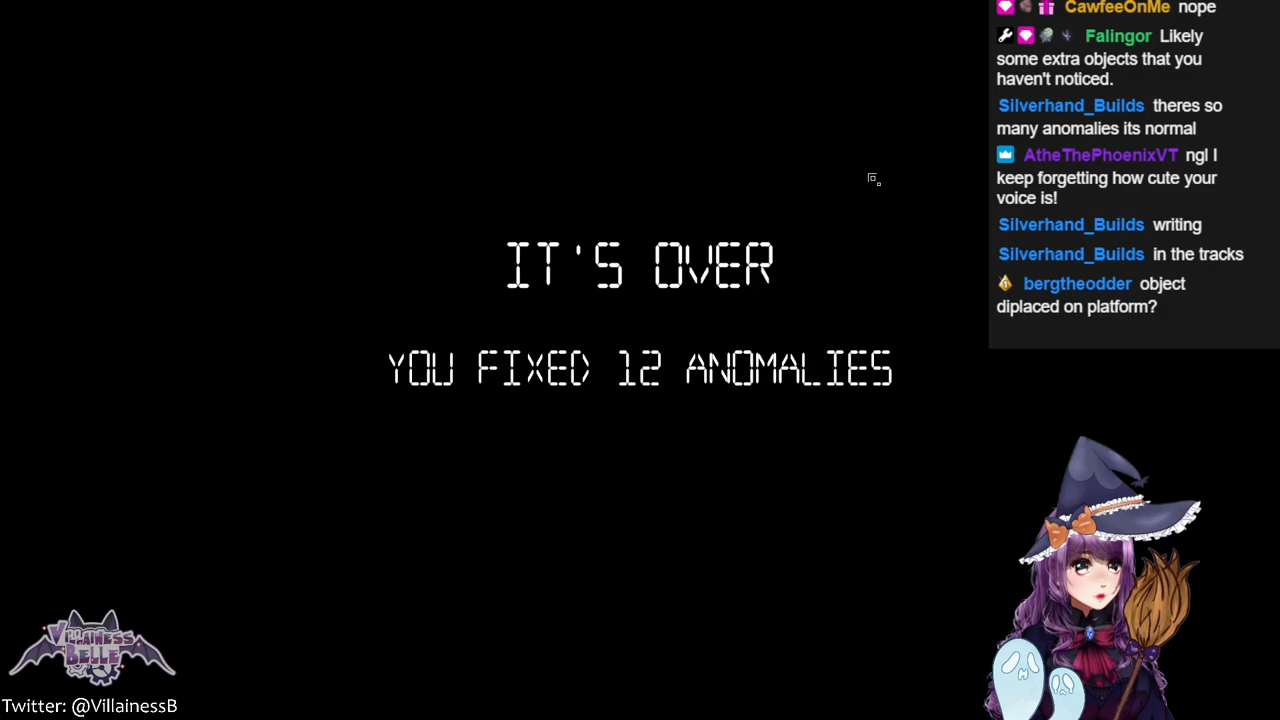 IT'S OVER
YOU FIXED 12 ANOMALIES
CawfeeOnMe nope
Falingor Likely
some extra objects that you
haven't noticed.
Silverhand_Builds theres so
many anomalies its normal
AtheThePhoenixVT ngl I
keep forgetting how cute your
voice is!
Silverhand_Builds writing
Silverhand_Builds in the tracks
bergtheodder object
diplaced on platform?
VILLAINESS
BELLE
Twitter: @VillainessB